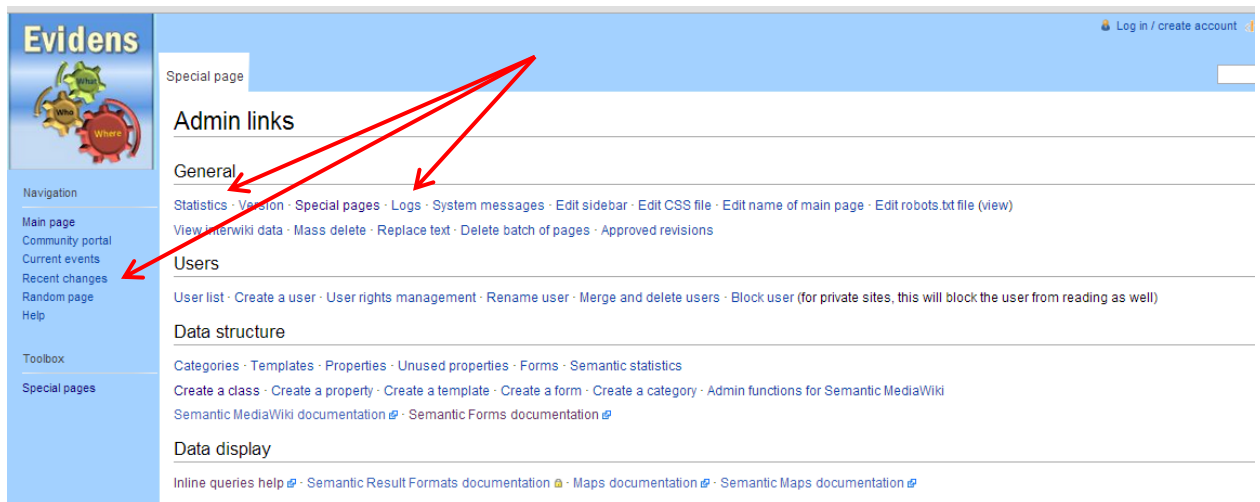 Evidens
What
Who
Where
Log in / create account
Special page
Admin links
General
Statistics · Version · Special pages · Logs · System messages · Edit sidebar · Edit CSS file · Edit name of main page · Edit robots.txt file (view)
View interwiki data · Mass delete · Replace text · Delete batch of pages · Approved revisions
Users
User list · Create a user · User rights management · Rename user · Merge and delete users · Block user (for private sites, this will block the user from reading as well)
Data structure
Categories · Templates · Properties · Unused properties · Forms · Semantic statistics
Create a class · Create a property · Create a template · Create a form · Create a category · Admin functions for Semantic MediaWiki
Semantic MediaWiki documentation · Semantic Forms documentation
Data display
Inline queries help · Semantic Result Formats documentation · Maps documentation · Semantic Maps documentation
Navigation
Main page
Community portal
Current events
Recent changes
Random page
Help
Toolbox
Special pages